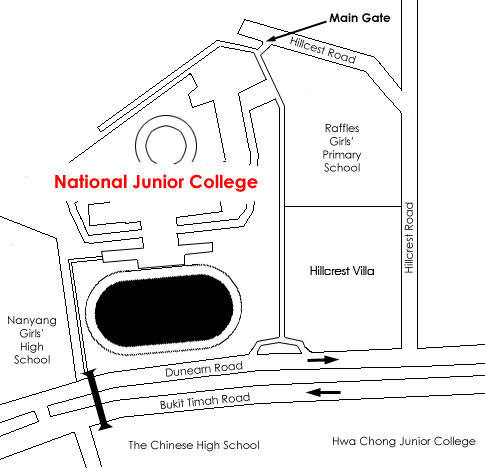 Main Gate
Hillcest Road
Raffles
Girls'
Primary
School
National Junior College
Hillcrest Road
Hillcrest Villa
Nanyang
Girls'
High
School
Dunearn Road
Bukit Timah Road
The Chinese High School
Hwa Chong Junior College